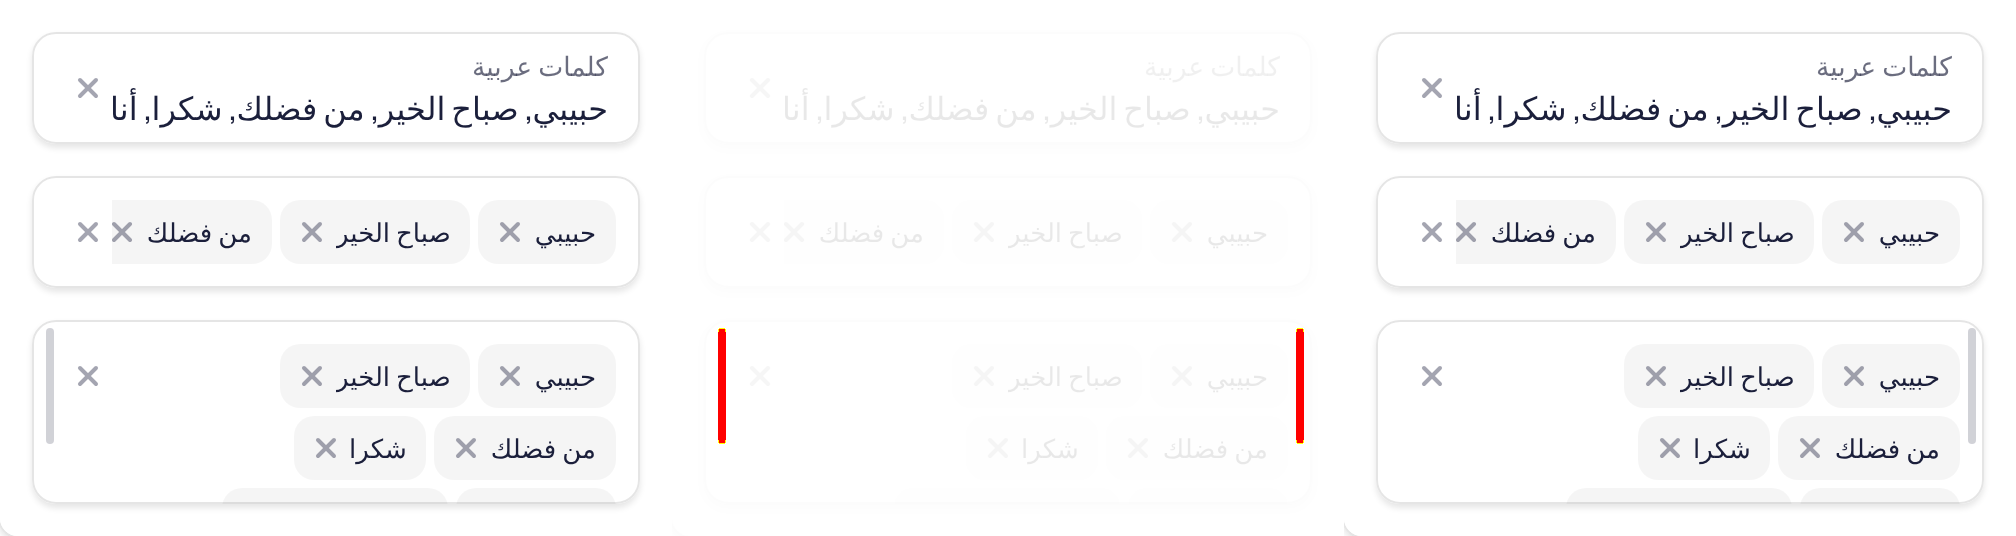 كلمات عربية
حبيبي, صباح الخير, من فضلك, شكرا, أنا
حبيبي صباح الخير من فضلك
حبيبي صباح الخير
من فضلك شكرا
كلمات عربية
حبيبي, صباح الخير, من فضلك, شكرا, أنا
حبيبي صباح الخير من فضلك
حبيبي صباح الخير
من فضلك شكرا
كلمات عربية
حبيبي, صباح الخير, من فضلك, شكرا, أنا
حبيبي صباح الخير من فضلك
حبيبي صباح الخير
من فضلك شكرا